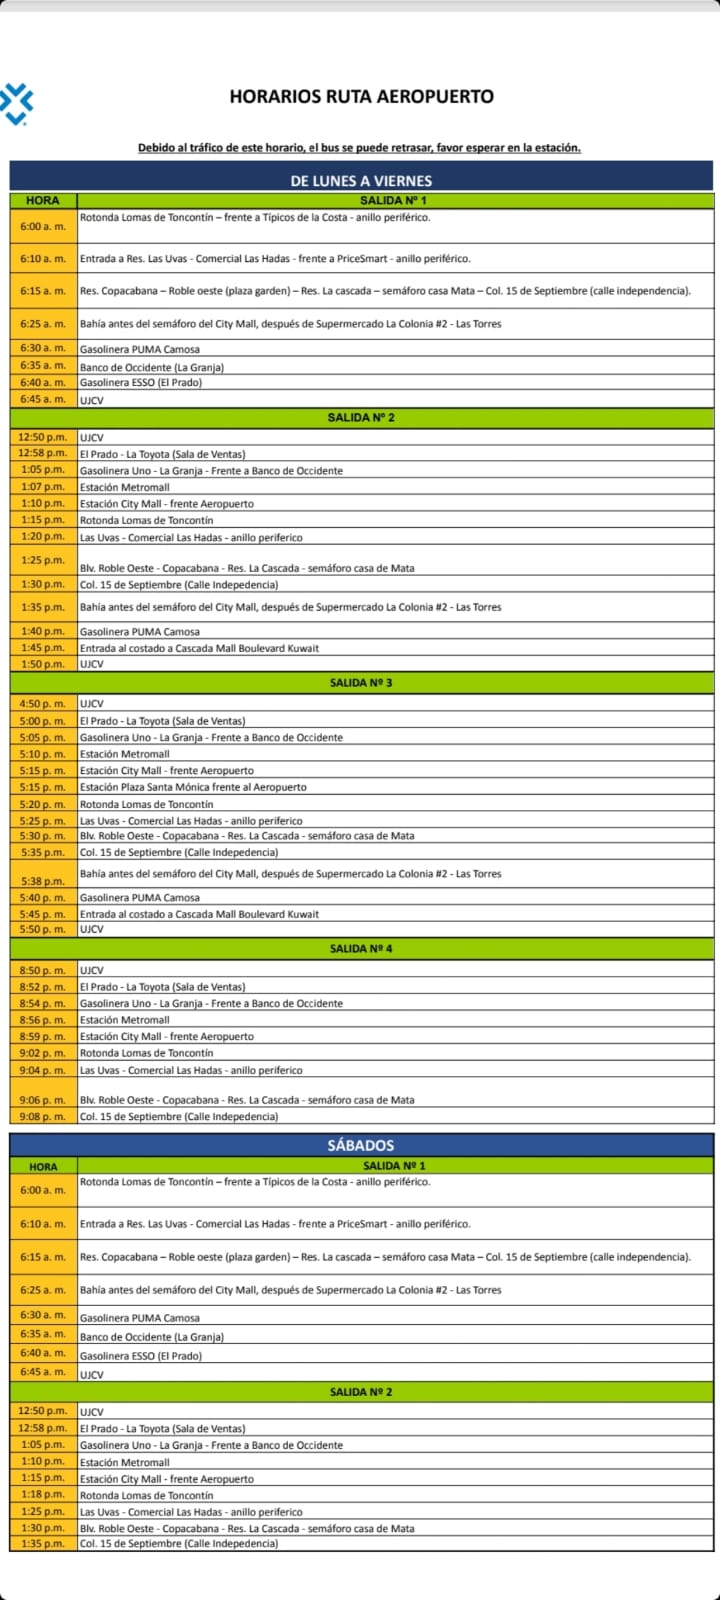 HORARIOS RUTA AEROPUERTO
Debido al tráfico de este horario, el bus se puede retrasar, favor esperar en la estación.
DE LUNES A VIERNES
HORA SALIDA Nº 1
6:00 a. m. Rotonda Lomas de Toncontín – frente a Típicos de la Costa - anillo periférico.
6:10 a. m. Entrada a Res. Las Uvas - Comercial Las Hadas - frente a PriceSmart - anillo periférico.
6:15 a. m. Res. Copacabana – Roble oeste (plaza garden) – Res. La cascada – semáforo casa Mata – Col. 15 de Septiembre (calle independencia).
6:25 a. m. Bahía antes del semáforo del City Mall, después de Supermercado La Colonia #2 - Las Torres
6:30 a. m. Gasolinera PUMA Camosa
6:35 a. m. Banco de Occidente (La Granja)
6:40 a. m. Gasolinera ESSO (El Prado)
6:45 a. m. UJCV
SALIDA Nº 2
12:50 p.m. UJCV
12:58 p.m. El Prado - La Toyota (Sala de Ventas)
1:05 p.m. Gasolinera Uno - La Granja - Frente a Banco de Occidente
1:07 p.m. Estación Metromall
1:10 p.m. Estación City Mall - frente Aeropuerto
1:15 p.m. Rotonda Lomas de Toncontín
1:20 p.m. Las Uvas - Comercial Las Hadas - anillo periferico
1:25 p.m. Blv. Roble Oeste - Copacabana - Res. La Cascada - semáforo casa de Mata
1:30 p.m. Col. 15 de Septiembre (Calle Indepedencia)
1:35 p.m. Bahía antes del semáforo del City Mall, después de Supermercado La Colonia #2 - Las Torres
1:40 p.m. Gasolinera PUMA Camosa
1:45 p.m. Entrada al costado a Cascada Mall Boulevard Kuwait
1:50 p.m. UJCV
SALIDA Nº 3
4:50 p. m. UJCV
5:00 p. m. El Prado - La Toyota (Sala de Ventas)
5:05 p. m. Gasolinera Uno - La Granja - Frente a Banco de Occidente
5:10 p. m. Estación Metromall
5:15 p. m. Estación City Mall - frente Aeropuerto
5:15 p. m. Estación Plaza Santa Mónica frente al Aeropuerto
5:20 p. m. Rotonda Lomas de Toncontín
5:25 p. m. Las Uvas - Comercial Las Hadas - anillo periferico
5:30 p. m. Blv. Roble Oeste - Copacabana - Res. La Cascada - semáforo casa de Mata
5:35 p.m. Col. 15 de Septiembre (Calle Indepedencia)
5:38 p.m. Bahía antes del semáforo del City Mall, después de Supermercado La Colonia #2 - Las Torres
5:40 p. m. Gasolinera PUMA Camosa
5:45 p. m. Entrada al costado a Cascada Mall Boulevard Kuwait
5:50 p. m. UJCV
SALIDA Nº 4
8:50 p. m. UJCV
8:52 p. m. El Prado - La Toyota (Sala de Ventas)
8:54 p. m. Gasolinera Uno - La Granja - Frente a Banco de Occidente
8:56 p. m. Estación Metromall
8:59 p. m. Estación City Mall - frente Aeropuerto
9:02 p. m. Rotonda Lomas de Toncontín
9:04 p. m. Las Uvas - Comercial Las Hadas - anillo periferico
9:06 p. m. Blv. Roble Oeste - Copacabana - Res. La Cascada - semáforo casa de Mata
9:08 p. m. Col. 15 de Septiembre (Calle Indepedencia)
SÁBADOS
HORA SALIDA Nº 1
6:00 a. m. Rotonda Lomas de Toncontín – frente a Típicos de la Costa - anillo periférico.
6:10 a. m. Entrada a Res. Las Uvas - Comercial Las Hadas - frente a PriceSmart - anillo periférico.
6:15 a. m. Res. Copacabana – Roble oeste (plaza garden) – Res. La cascada – semáforo casa Mata – Col. 15 de Septiembre (calle independencia).
6:25 a. m. Bahía antes del semáforo del City Mall, después de Supermercado La Colonia #2 - Las Torres
6:30 a. m. Gasolinera PUMA Camosa
6:35 a. m. Banco de Occidente (La Granja)
6:40 a. m. Gasolinera ESSO (El Prado)
6:45 a. m. UJCV
SALIDA Nº 2
12:50 p.m. UJCV
12:58 p.m. El Prado - La Toyota (Sala de Ventas)
1:05 p.m. Gasolinera Uno - La Granja - Frente a Banco de Occidente
1:10 p.m. Estación Metromall
1:15 p.m. Estación City Mall - frente Aeropuerto
1:18 p.m. Rotonda Lomas de Toncontín
1:25 p.m. Las Uvas - Comercial Las Hadas - anillo periferico
1:30 p.m. Blv. Roble Oeste - Copacabana - Res. La Cascada - semáforo casa de Mata
1:35 p.m. Col. 15 de Septiembre (Calle Indepedencia)